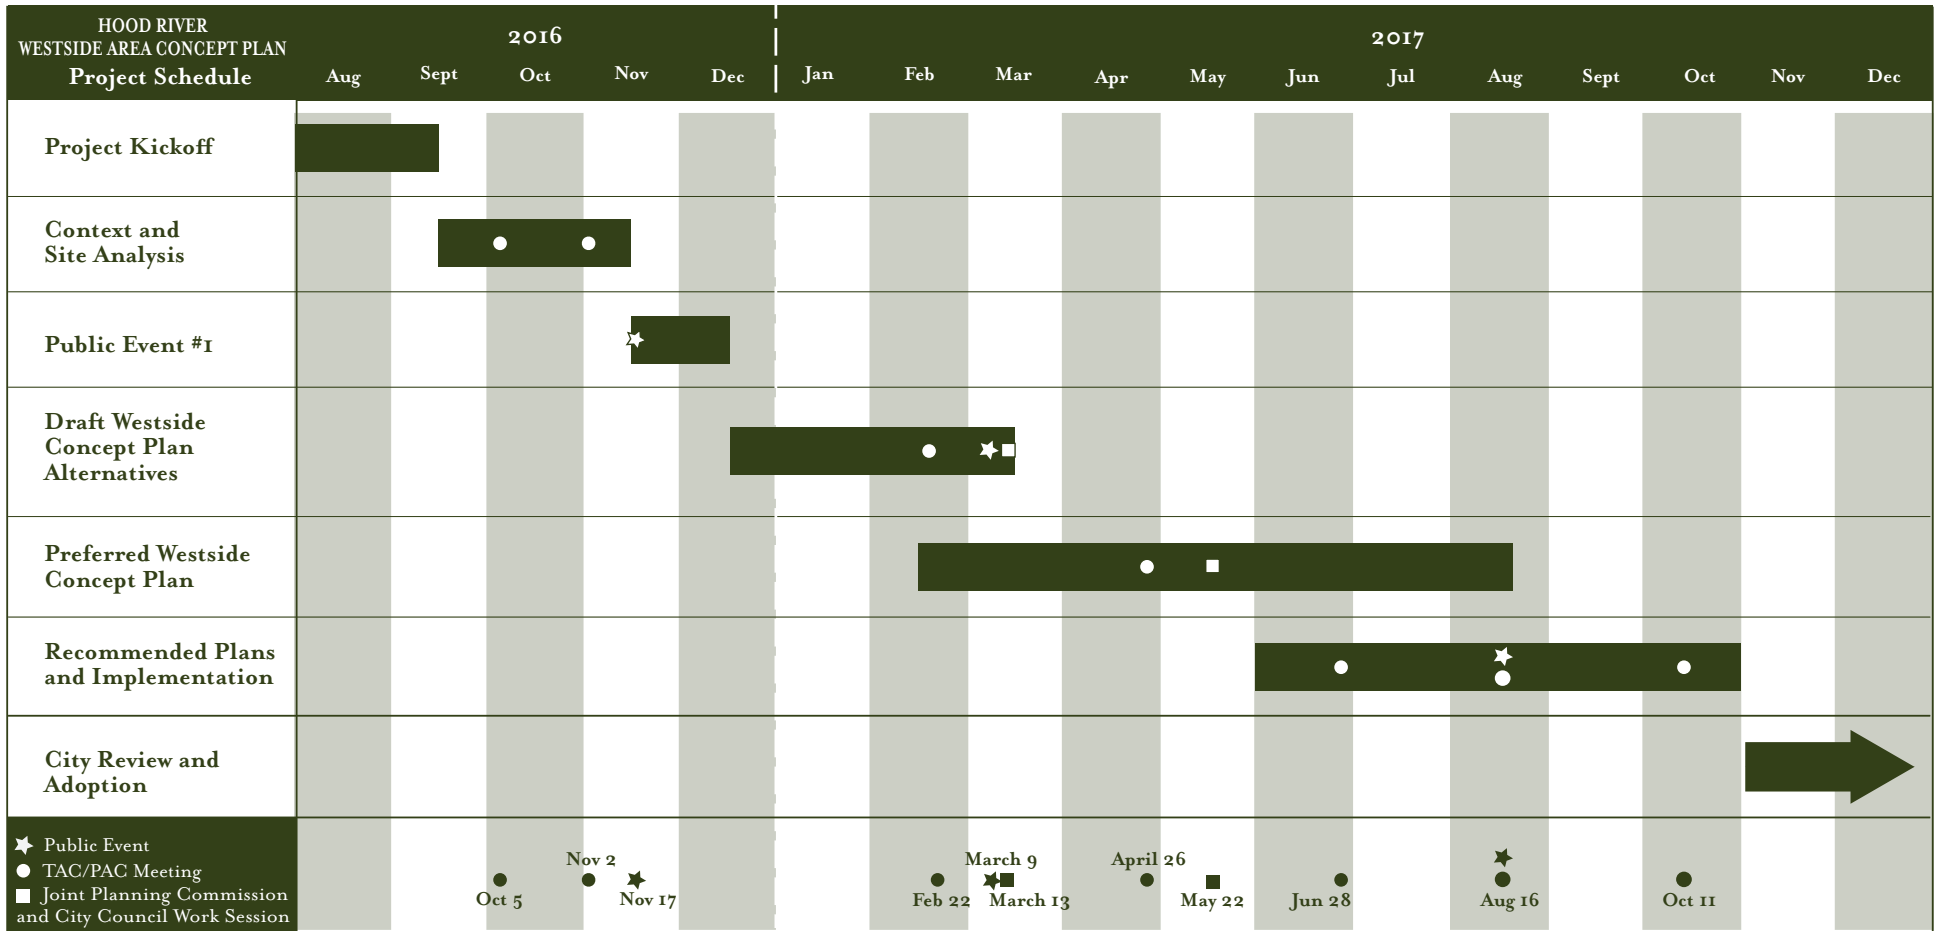 HOOD RIVER
WESTSIDE AREA CONCEPT PLAN
Project Schedule
2016
2017
Aug Sept Oct Nov Dec Jan Feb Mar Apr May Jun Jul Aug Sept Oct Nov Dec
Project Kickoff
Context and
Site Analysis
Public Event #1
Draft Westside
Concept Plan
Alternatives
Preferred Westside
Concept Plan
Recommended Plans
and Implementation
City Review and
Adoption
Public Event
TAC/PAC Meeting
Joint Planning Commission
and City Council Work Session
Oct 5
Nov 2
Nov 17
Feb 22
March 9
March 13
April 26
May 22
Jun 28
Aug 16
Oct 11